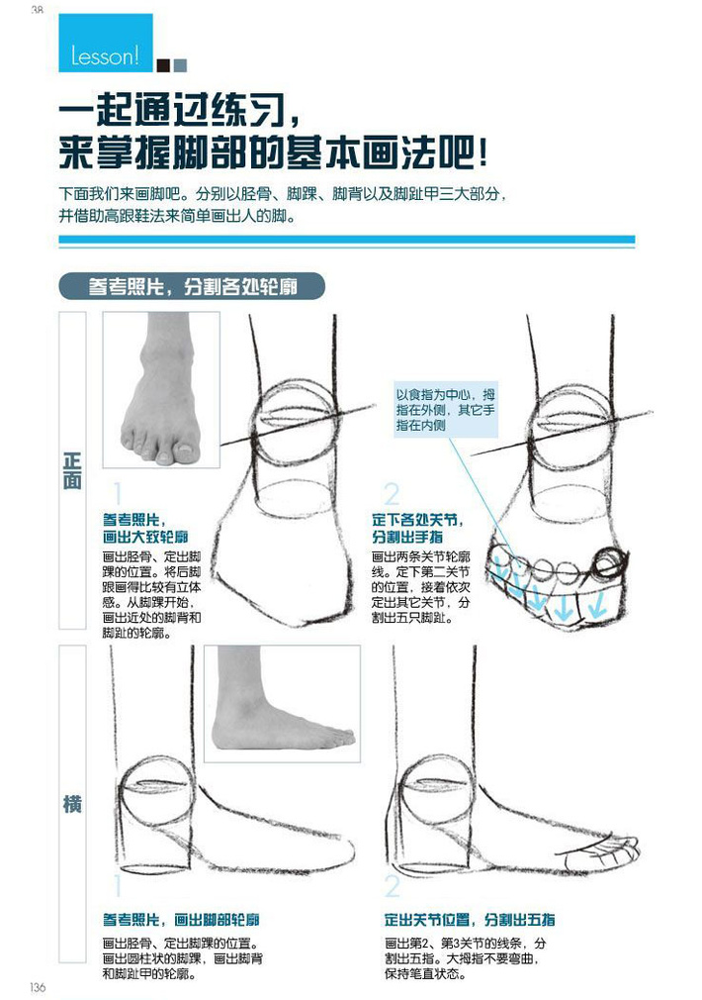 38
Lesson!
一起通过练习，
来掌握脚部的基本画法吧!
下面我们来画脚吧。分别以胫骨、脚踝、脚背以及脚趾甲三大部分，
并借助高跟鞋法来简单画出人的脚。
参考照片，分割各处轮廓
正面
1
参考照片，
画出大致轮廓
画出胫骨、定出脚
踝的位置。将后脚
跟画得比较有立体
感。从脚踝开始，
画出近处的脚背和
脚趾的轮廓。
以食指为中心，拇
指在外侧，其它手
指在内侧
2
定下各处关节，
分割出手指
画出两条关节轮廓
线。定下第二关节
的位置，接着依次
定出其它关节，分
割出五只脚趾。
横
1
参考照片，画出脚部轮廓
画出胫骨、定出脚踝的位置。
画出圆柱状的脚踝，画出脚背
和脚趾甲的轮廓。
2
定出关节位置，分割出五指
画出第2、第3关节的线条，分
割出五指。大拇指不要弯曲，
保持笔直状态。
136